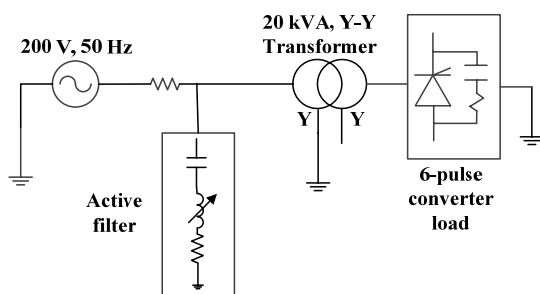 200 V, 50 Hz
20 kVA, Y-Y
Transformer
Y
Y
Active
filter
6-pulse
converter
load